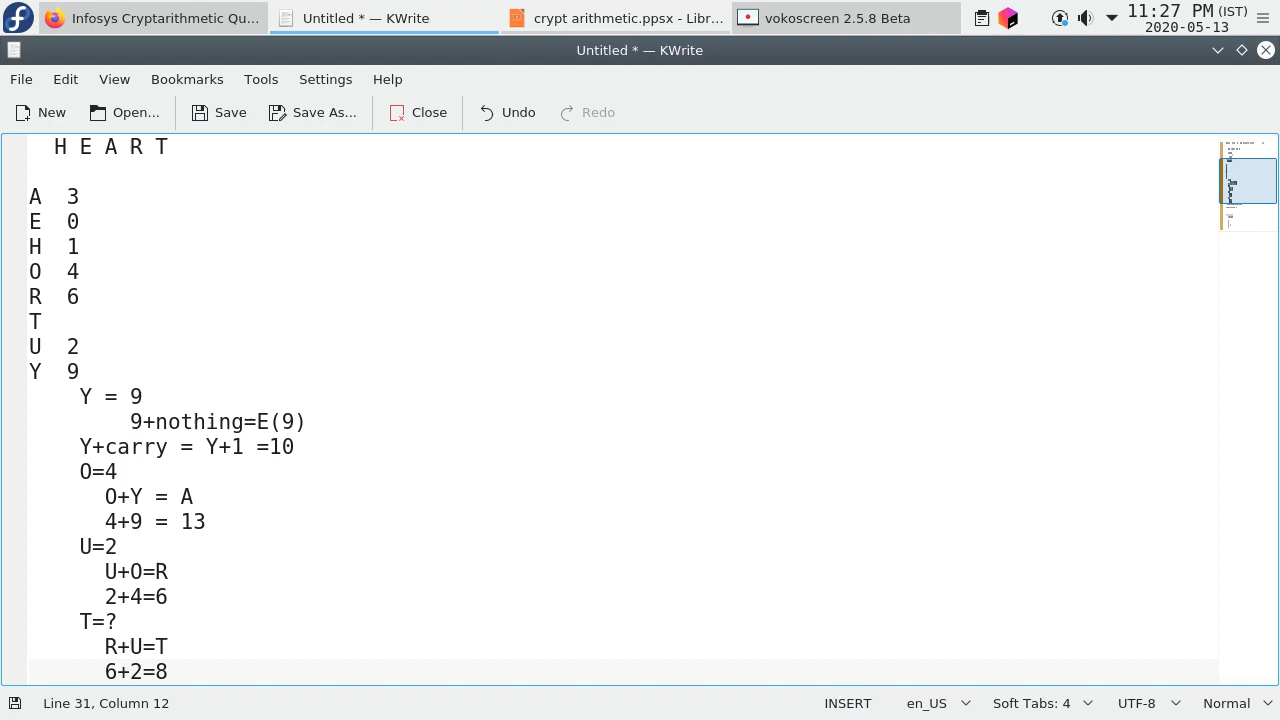 Infosys Cryptarithmetic Qu... Untitled * — KWrite crypt arithmetic.ppsx - Libr... vokoscreen 2.5.8 Beta 11:27 PM (IST)
2020-05-13
Untitled * — KWrite
File Edit View Bookmarks Tools Settings Help
New Open... Save Save As... Close Undo Redo
H E A R T
A 3
E 0
H 1
O 4
R 6
T
U 2
Y 9
Y = 9
9+nothing=E(9)
Y+carry = Y+1 =10
O=4
O+Y = A
4+9 = 13
U=2
U+O=R
2+4=6
T=?
R+U=T
6+2=8
Line 31, Column 12 INSERT en_US Soft Tabs: 4 UTF-8 Normal